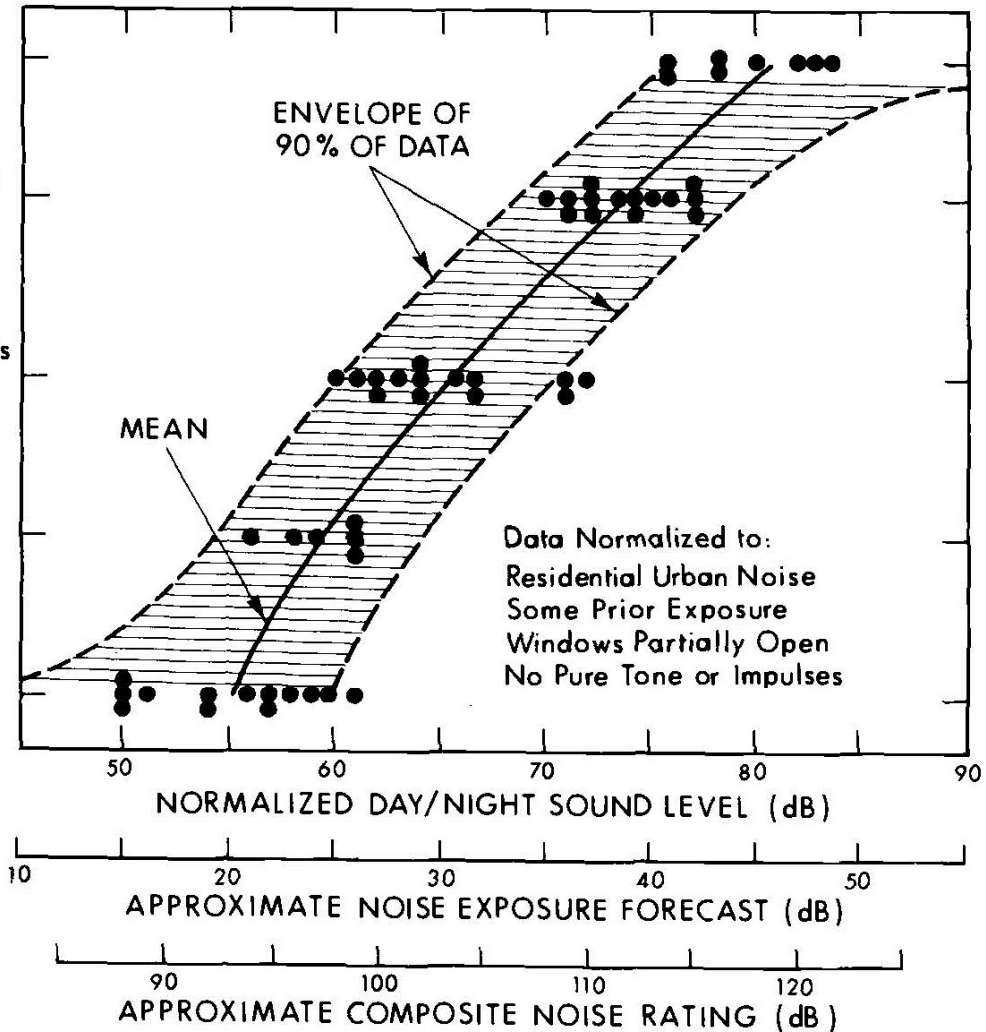 ENVELOPE OF
90% OF DATA
s
MEAN
Data Normalized to:
Residential Urban Noise
Some Prior Exposure
Windows Partially Open
No Pure Tone or Impulses
50 60 70 80 90
NORMALIZED DAY/NIGHT SOUND LEVEL (dB)
10 20 30 40 50
APPROXIMATE NOISE EXPOSURE FORECAST (dB)
90 100 110 120
APPROXIMATE COMPOSITE NOISE RATING (dB)